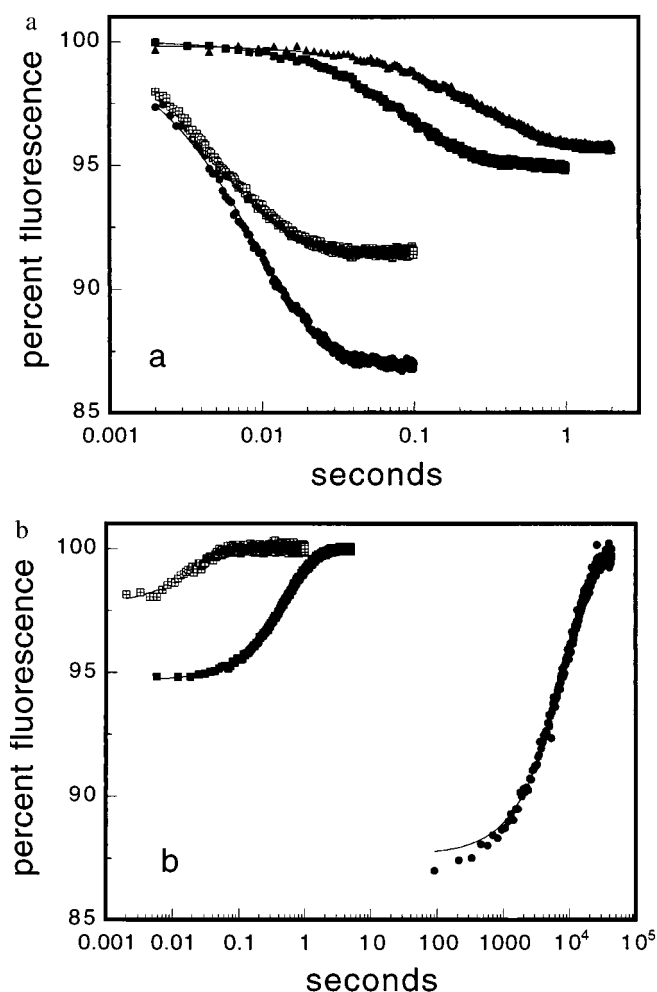 a
100
95
90
85
percent fluorescence
a
0.001 0.01 0.1 1
seconds
b
100
95
90
85
percent fluorescence
b
0.001 0.01 0.1 1 10 100 1000 10⁴ 10⁵
seconds